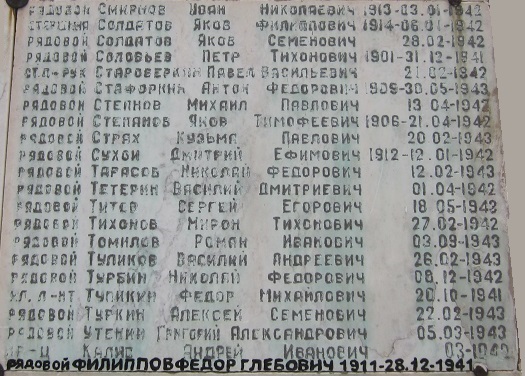 рядовой Смирнов Иван Николаевич 1913-03.01-1942
Солдатов Яков Филиппович 1914-06.01-1942
рядовой Солдатов Яков Семенович 28.02-1942
рядовой Соловьев Петр Тихонович 1901-31.12-1941
Староверкин Павел Васильевич 21.02-1942
рядовой Стафоркин Антон Федорович 1906-30.05-1943
рядовой Степнов Михаил Павлович 13 04-1942
рядовой Степанов Яков Тимофеевич 1906-21.04-1942
рядовой Страх Кузьма Павлович 20 02-1943
рядовой Сухой Дмитрий Ефимович 1912-12.01-1942
рядовой Тарасов Николай Федорович 12.02-1943
рядовой Тетерин Василий Дмитриевич 01.04-1942
рядовой Титов Сергей Егорович 18 05-1943
рядовой Тихонов Мирон Тихонович 27.02-1942
рядовой Томилов Роман Иванович 03.09-1943
рядовой Туликов Василий Андреевич 26.02-1943
рядовой Турбин Николай Федорович 08.12-1942
мл. л-нт Тупикин Федор Михайлович 20.10-1941
рядовой Туркин Алексей Семенович 22.02-1943
рядовой Утенин Григорий Александрович 05.03-1943
Андрей Иванович 03-1942
рядовой Филиппов Федор Глебович 1911-28.12-1941